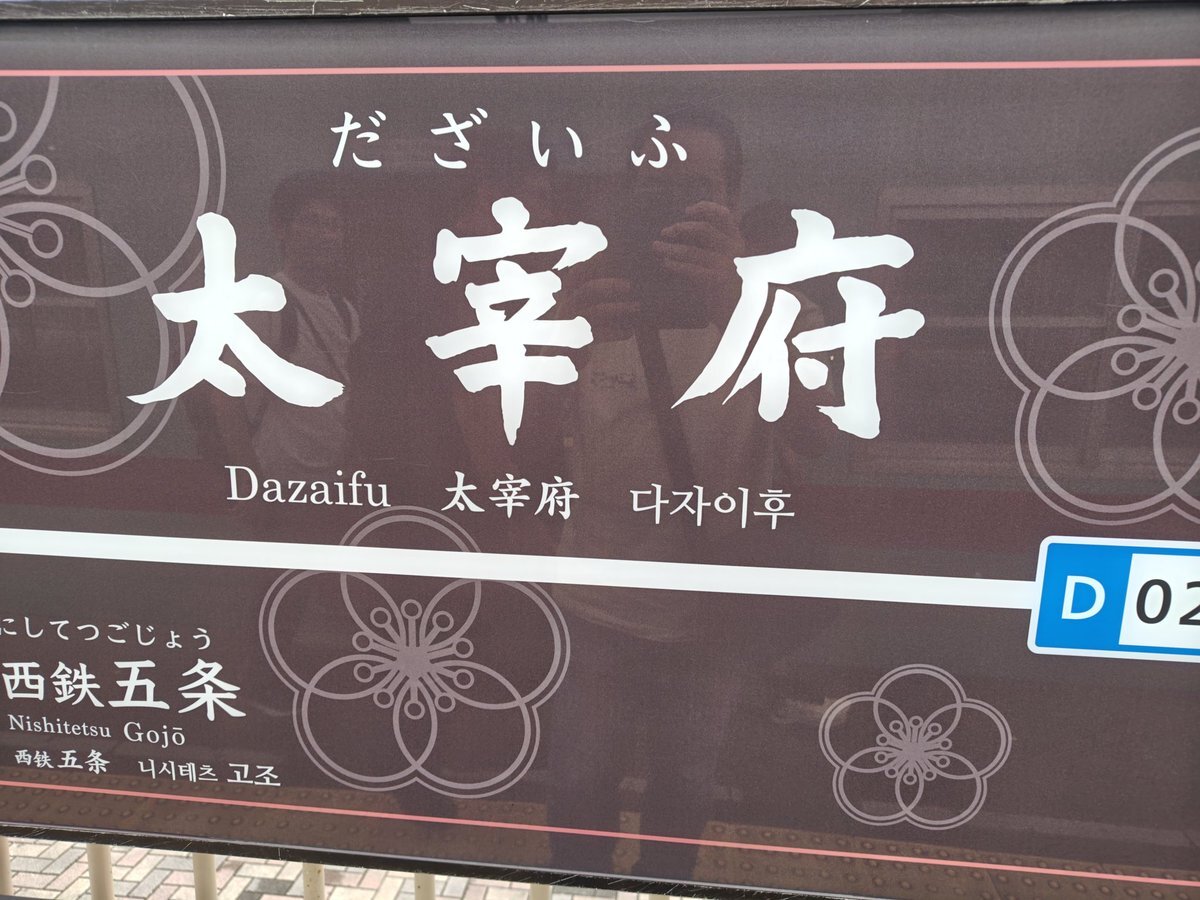 だざいふ
太宰府
Dazaifu 太宰府 다자이후
D 02
にしてつごじょう
西鉄五条
Nishitetsu Gojō
西铁五条 니시테츠 고조